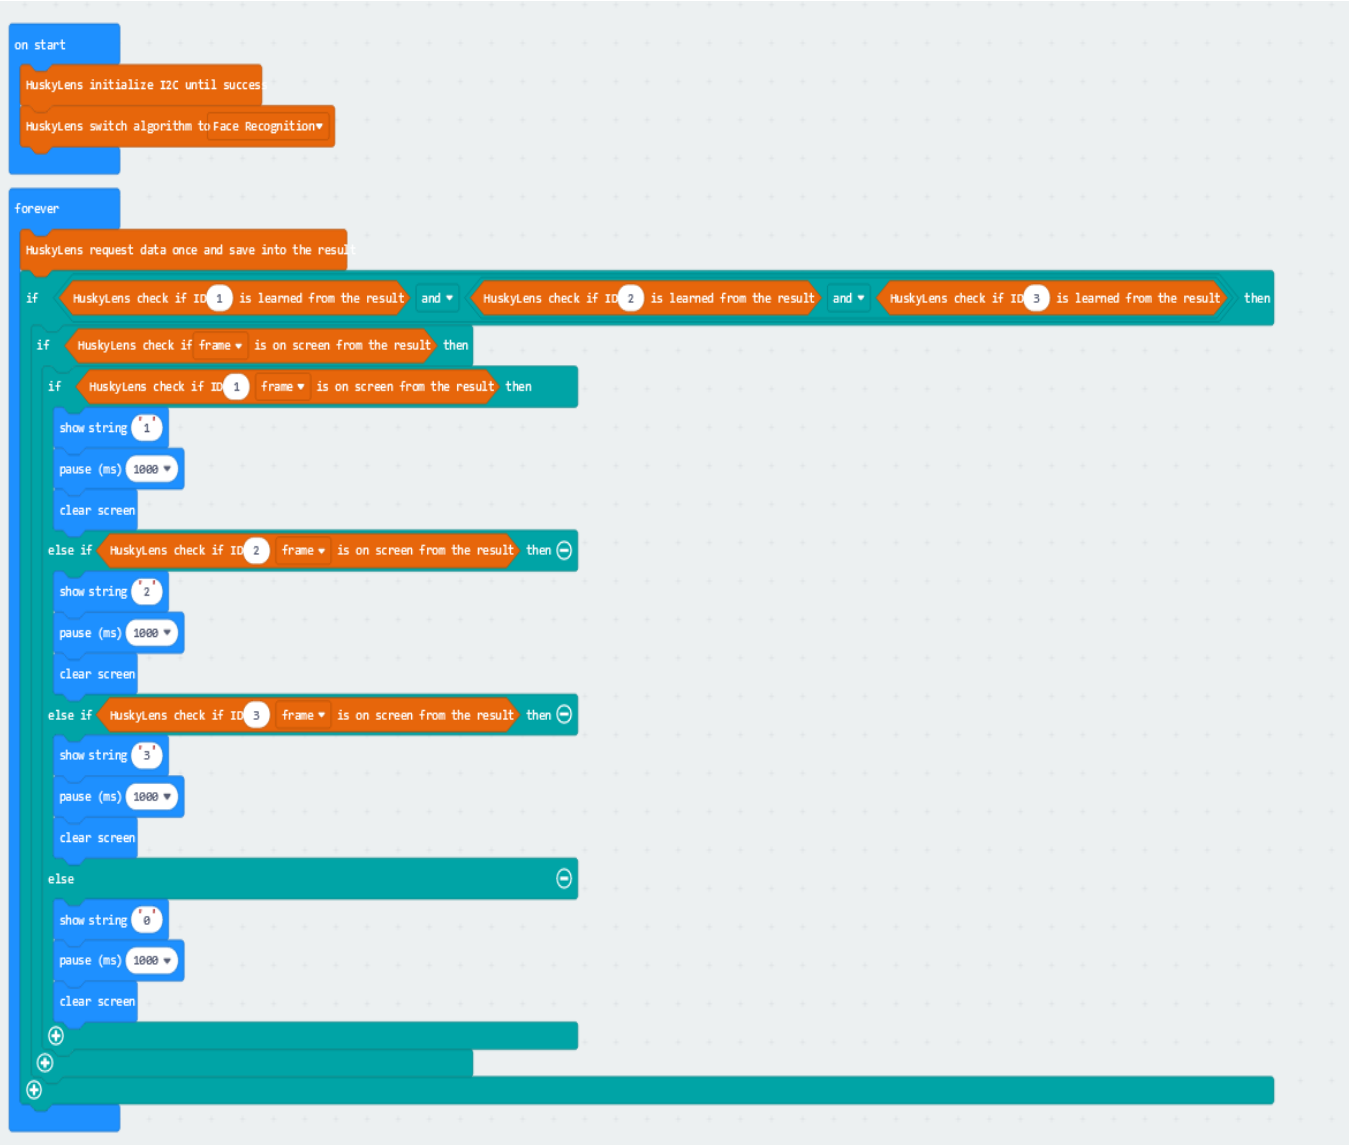 on start
HuskyLens initialize I2C until success
HuskyLens switch algorithm to Face Recognition▾
forever
HuskyLens request data once and save into the result
if HuskyLens check if ID 1 is learned from the result and ▾ HuskyLens check if ID 2 is learned from the result and ▾ HuskyLens check if ID 3 is learned from the result then
if HuskyLens check if frame ▾ is on screen from the result then
if HuskyLens check if ID 1 frame ▾ is on screen from the result then
show string '1'
pause (ms) 1000 ▾
clear screen
else if HuskyLens check if ID 2 frame ▾ is on screen from the result then
show string '2'
pause (ms) 1000 ▾
clear screen
else if HuskyLens check if ID 3 frame ▾ is on screen from the result then
show string '3'
pause (ms) 1000 ▾
clear screen
else
show string '0'
pause (ms) 1000 ▾
clear screen